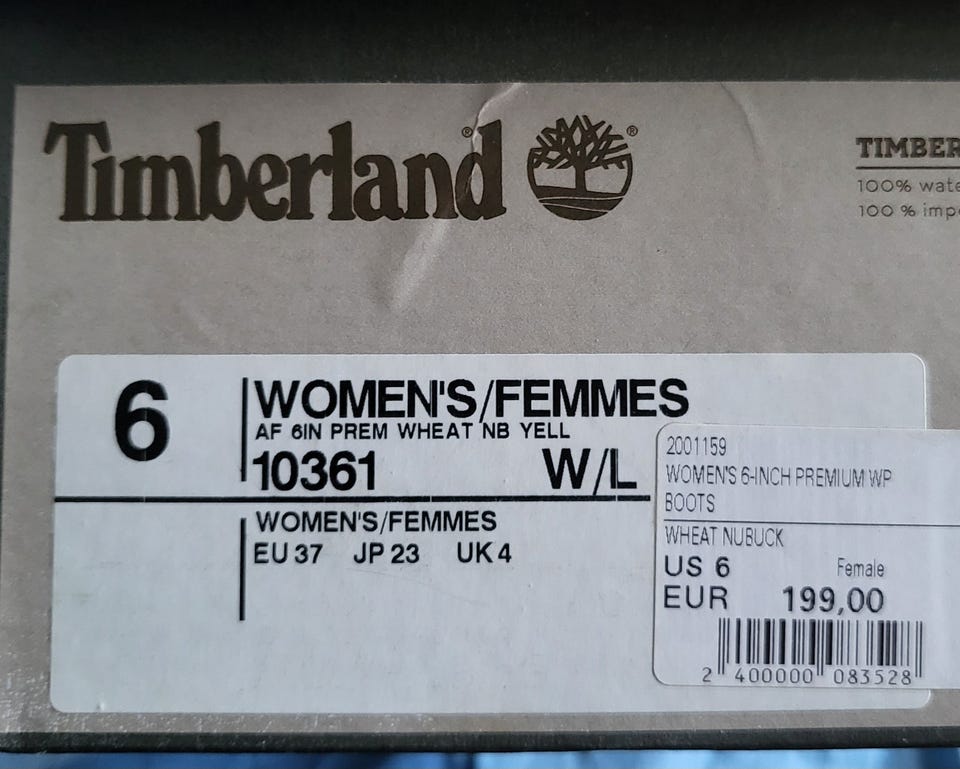 Timberland®
®
TIMBER
100% wate
100 % imp
6
WOMEN'S/FEMMES
AF 6IN PREM WHEAT NB YELL
10361 W/L
WOMEN'S/FEMMES
EU 37 JP 23 UK 4
2001159
WOMEN'S 6-INCH PREMIUM WP
BOOTS
WHEAT NUBUCK
US 6 Female
EUR 199,00
2 400000 083528